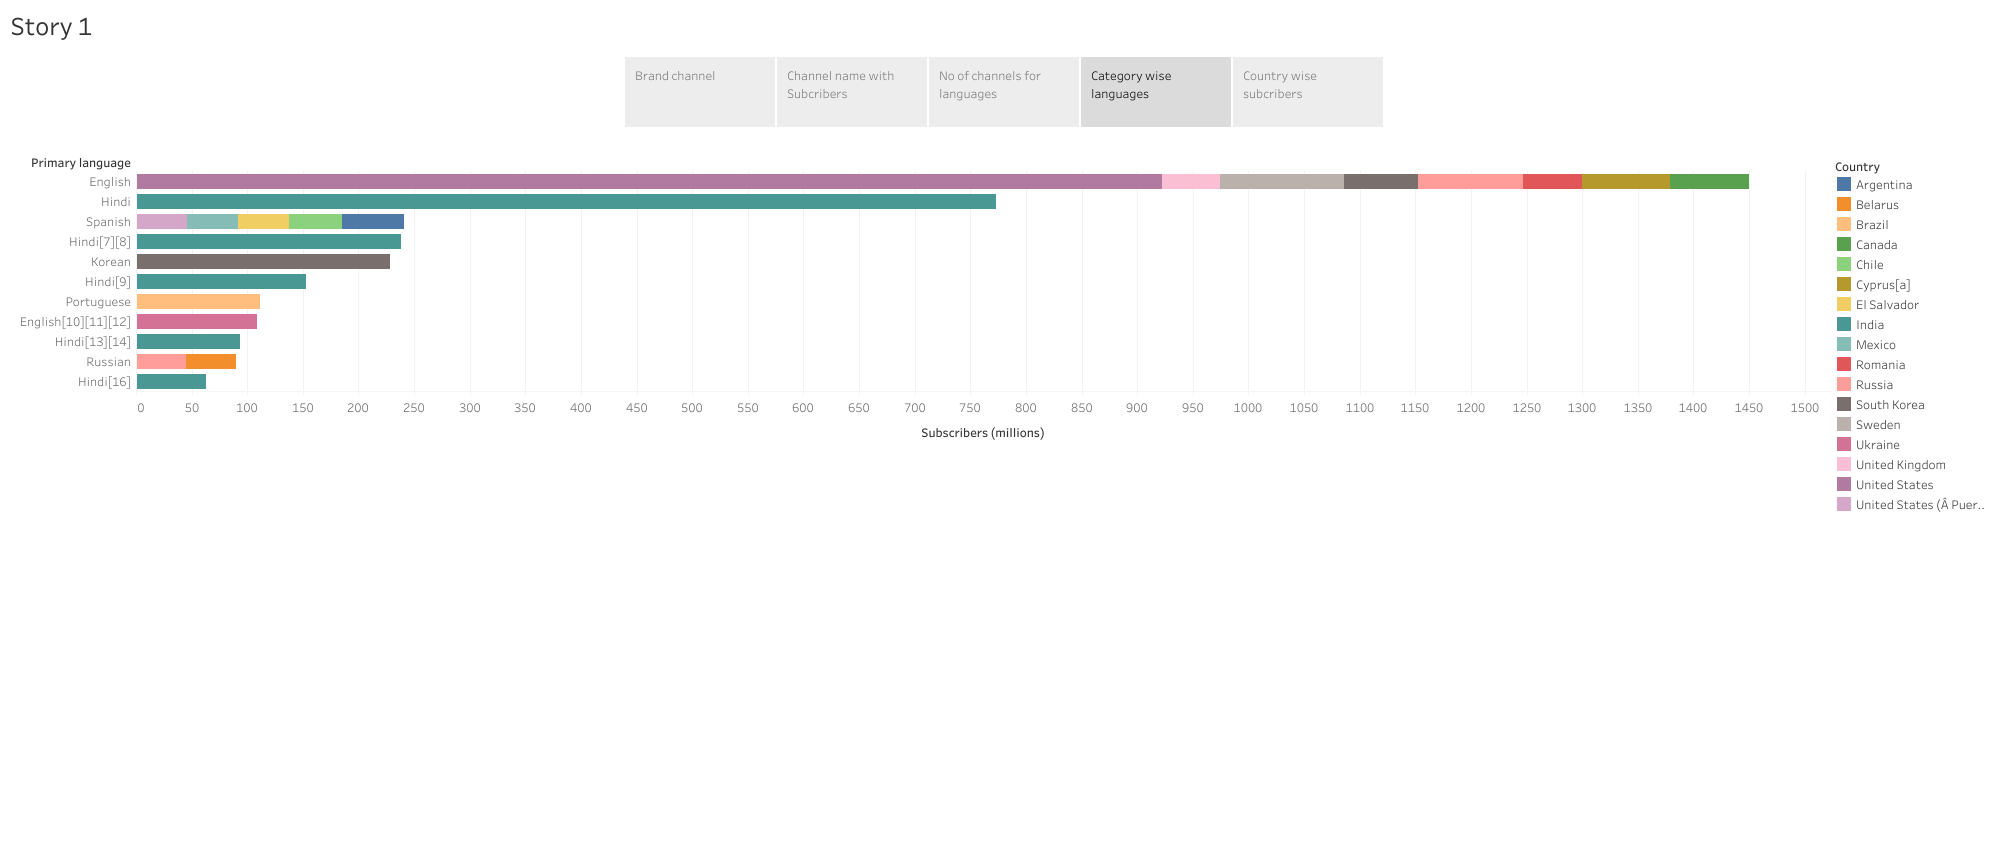 Story 1
Brand channel
Channel name with
Subcribers
No of channels for
languages
Category wise
languages
Country wise
subcribers
Primary language
English
Hindi
Spanish
Hindi[7][8]
Korean
Hindi[9]
Portuguese
English[10][11][12]
Hindi[13][14]
Russian
Hindi[16]
0 50 100 150 200 250 300 350 400 450 500 550 600 650 700 750 800 850 900 950 1000 1050 1100 1150 1200 1250 1300 1350 1400 1450 1500
Subscribers (millions)
Country
Argentina
Belarus
Brazil
Canada
Chile
Cyprus[a]
El Salvador
India
Mexico
Romania
Russia
South Korea
Sweden
Ukraine
United Kingdom
United States
United States (Â Puer..